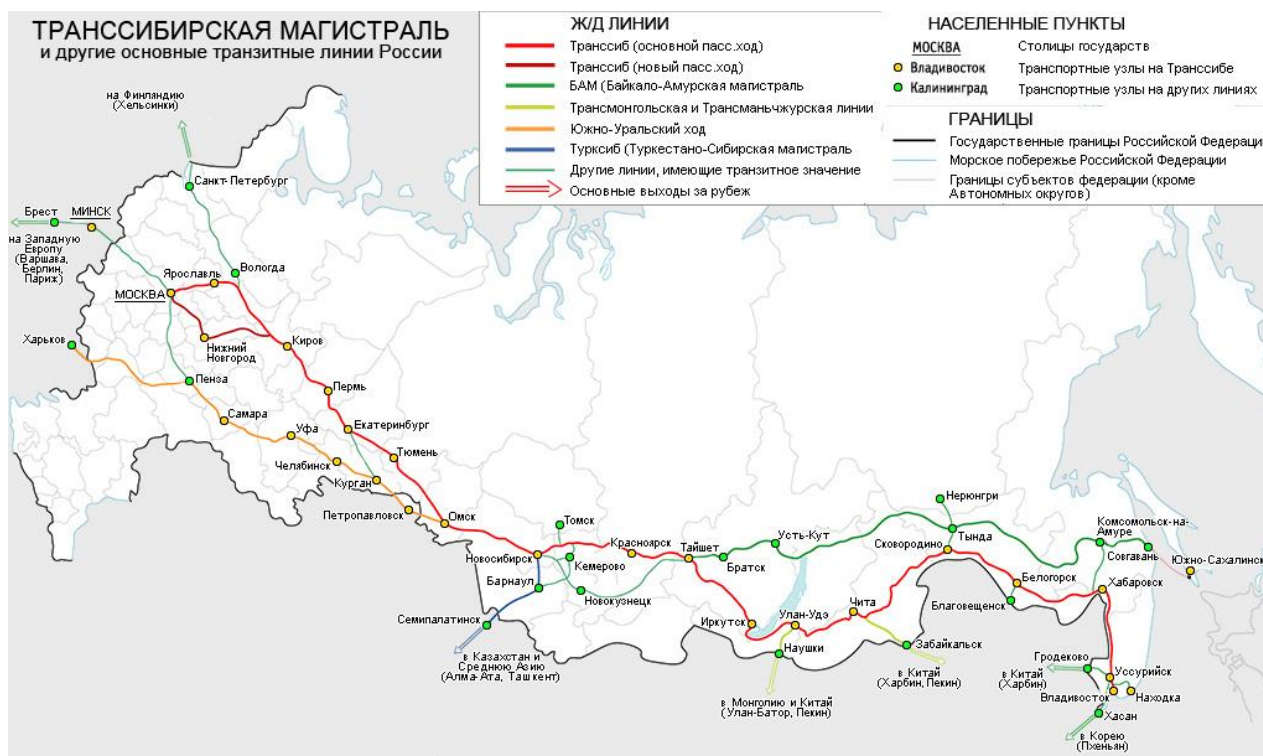 ТРАНССИБИРСКАЯ МАГИСТРАЛЬ
и другие основные транзитные линии России
Ж/Д ЛИНИИ
Транссиб (основной пасс.ход)
Транссиб (новый пасс.ход)
БАМ (Байкало-Амурская магистраль
Трансмонгольская и Трансманьчжурская линии
Южно-Уральский ход
Турксиб (Туркестано-Сибирская магистраль
Другие линии, имеющие транзитное значение
Основные выходы за рубеж
НАСЕЛЕННЫЕ ПУНКТЫ
МОСКВА Столицы государств
Владивосток Транспортные узлы на Транссибе
Калининград Транспортные узлы на других линиях
ГРАНИЦЫ
Государственные границы Российской Федераци
Морское побережье Российской Федерации
Границы субъектов федерации (кроме
Автономных округов)
на Финляндию
(Хельсинки)
Санкт-Петербург
Брест
МИНСК
на Западную
Европу
(Варшава,
Берлин,
Париж)
Ярославль
Вологда
МОСКВА
Харьков
Нижний
Новгород
Киров
Пенза
Пермь
Самара
Уфа
Екатеринбург
Тюмень
Челябинск
Курган
Петропавловск
Омск
Томск
Новосибирск
Кемерово
Барнаул
Новокузнецк
Семипалатинск
в Казахстан и
Среднюю Азию
(Алма-Ата, Ташкент)
Красноярск
Тайшет
Братск
Усть-Кут
Иркутск
Улан-Удэ
Чита
Наушки
Забайкальск
в Монголию и Китай
(Улан-Батор, Пекин)
в Китай
(Харбин, Пекин)
Нерюнгри
Тында
Сковородино
Белогорск
Благовещенск
Комсомольск-на-
Амуре
Совгавань
Южно-Сахалинск
Хабаровск
Гродеково
в Китай
(Харбин)
Уссурийск
Владивосток
Находка
Хасан
в Корею
(Пхеньян)